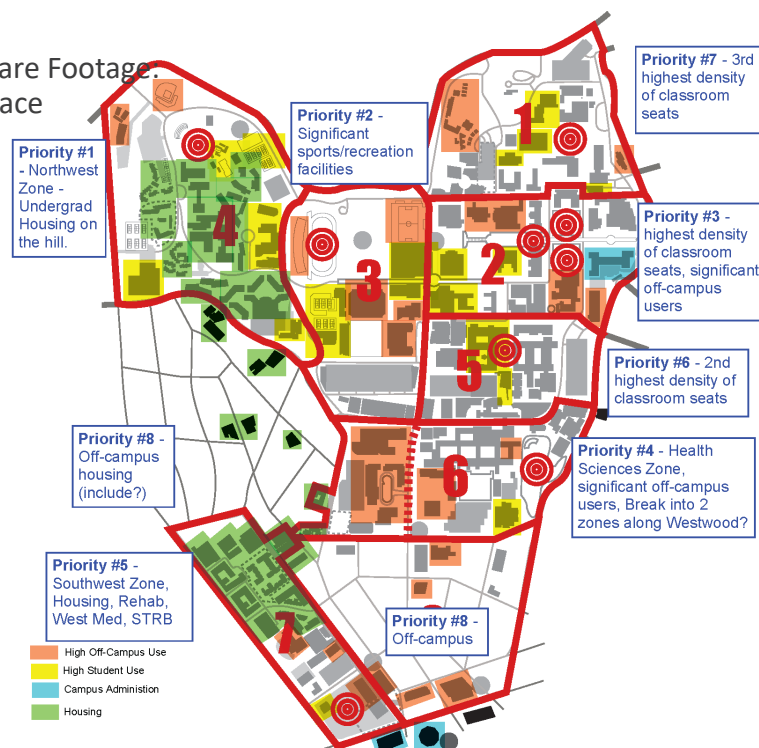 are Footage:
ace
Priority #7 - 3rd
highest density
of classroom
seats
Priority #2 -
Significant
sports/recreation
facilities
1
Priority #1
- Northwest
Zone -
Undergrad
Housing on
the hill.
4
Priority #3 -
highest density
of classroom
seats, significant
off-campus
users
2
3
5
Priority #6 - 2nd
highest density of
classroom seats
Priority #8 -
Off-campus
housing
(include?)
6
Priority #4 - Health
Sciences Zone,
significant off-campus
users, Break into 2
zones along Westwood?
Priority #5 -
Southwest Zone,
Housing, Rehab,
West Med, STRB
7
Priority #8 -
Off-campus
High Off-Campus Use
High Student Use
Campus Administion
Housing